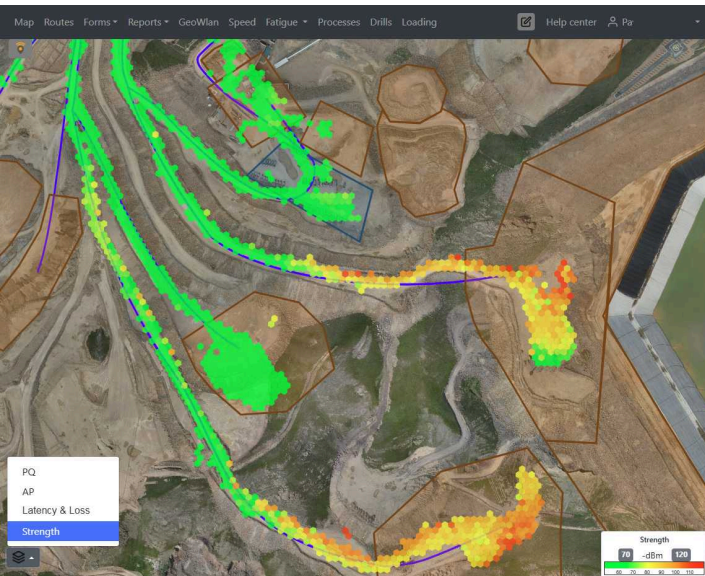 Map Routes Forms Reports GeoWlan Speed Fatigue Processes Drills Loading Help center Pa
PQ
AP
Latency & Loss
Strength
Strength
70 -dBm 120
60 70 80 90 100 110